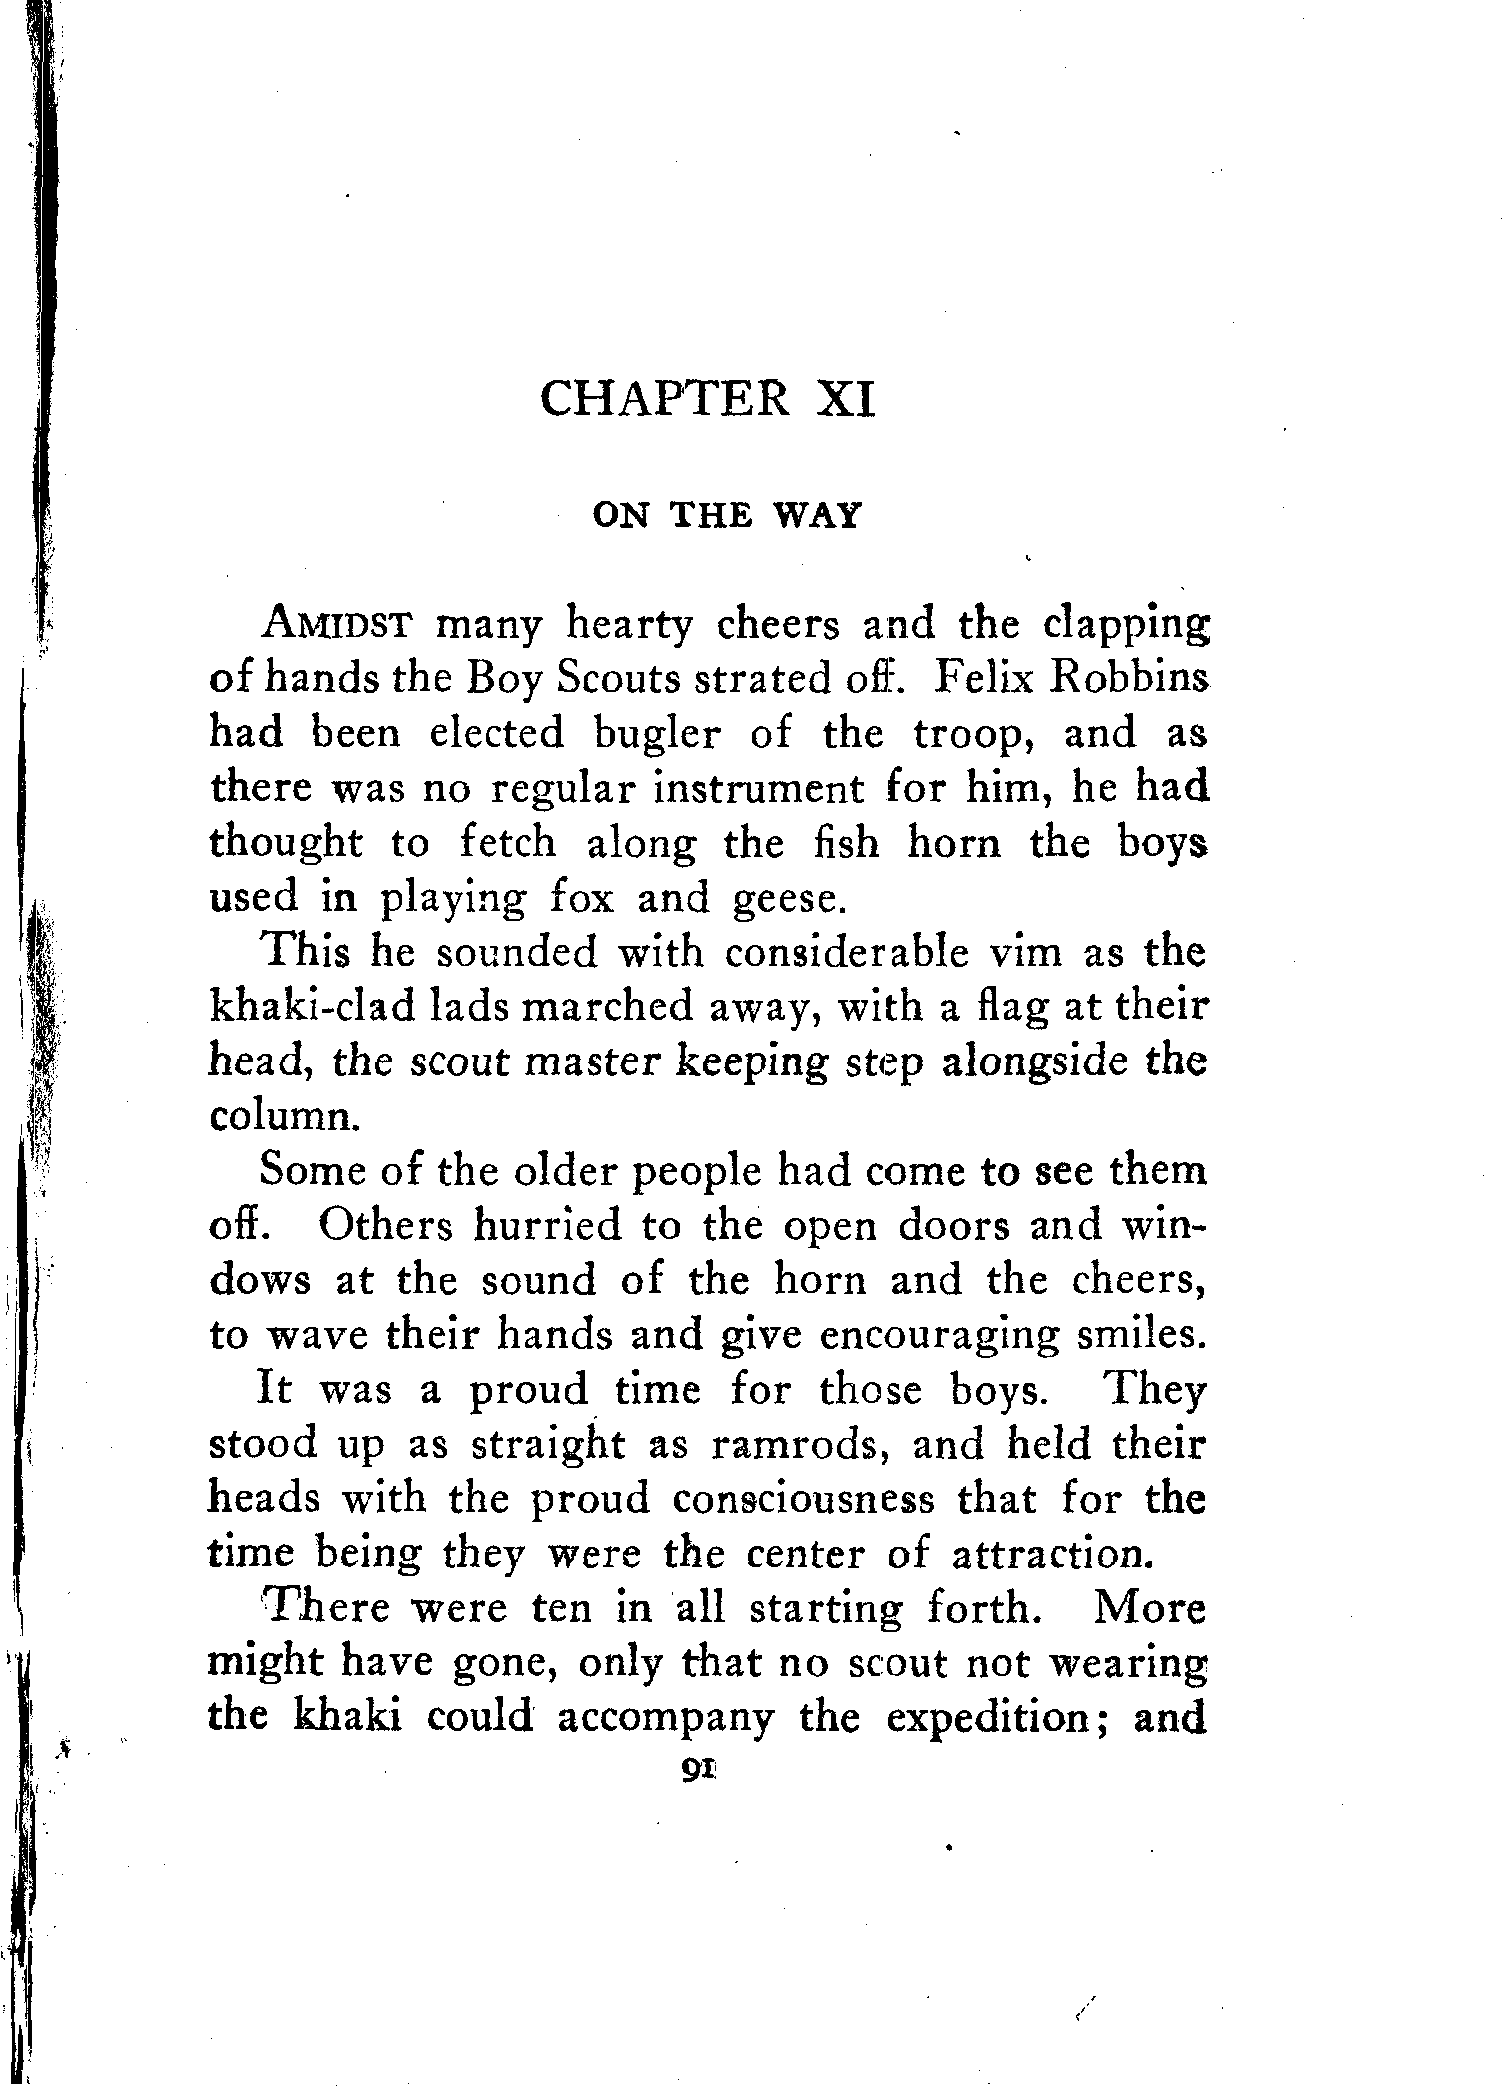 CHAPTER XI
ON THE WAY
AMIDST many hearty cheers and the clapping
of hands the Boy Scouts strated off. Felix Robbins
had been elected bugler of the troop, and as
there was no regular instrument for him, he had
thought to fetch along the fish horn the boys
used in playing fox and geese.
This he sounded with considerable vim as the
khaki-clad lads marched away, with a flag at their
head, the scout master keeping step alongside the
column.
Some of the older people had come to see them
off. Others hurried to the open doors and win-
dows at the sound of the horn and the cheers,
to wave their hands and give encouraging smiles.
It was a proud time for those boys. They
stood up as straight as ramrods, and held their
heads with the proud consciousness that for the
time being they were the center of attraction.
There were ten in all starting forth. More
might have gone, only that no scout not wearing
the khaki could accompany the expedition; and
91